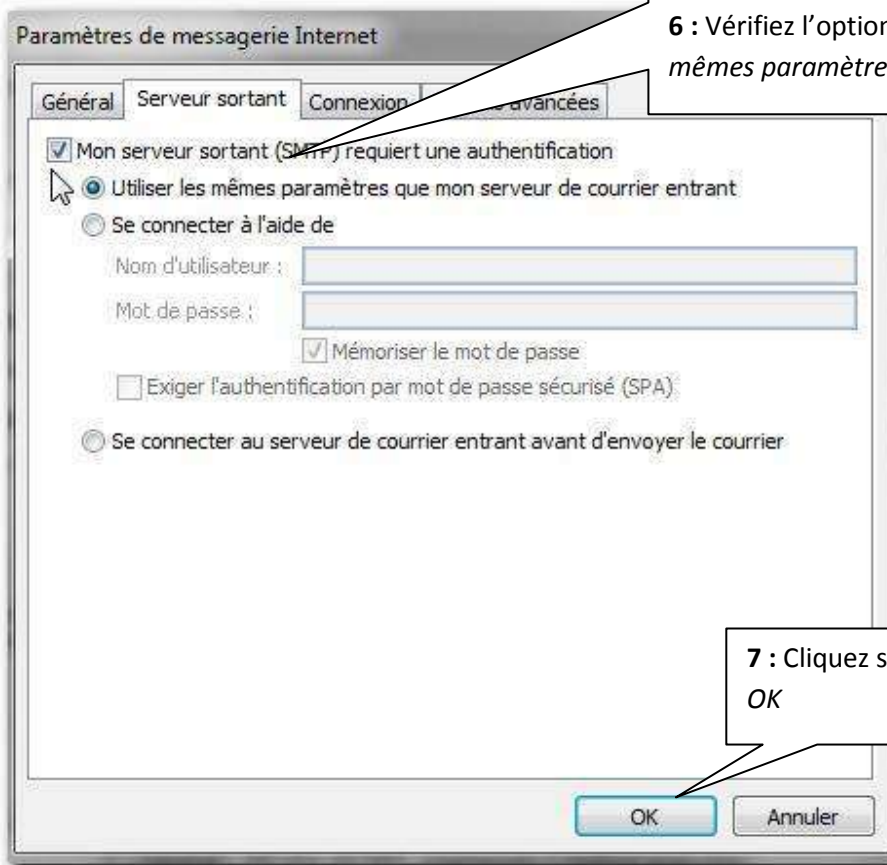 Paramètres de messagerie Internet
6 : Vérifiez l'option
mêmes paramètre
Général
Serveur sortant
Connexion
avancées
Mon serveur sortant (SMTP) requiert une authentification
Utiliser les mêmes paramètres que mon serveur de courrier entrant
Se connecter à l'aide de
Nom d'utilisateur :
Mot de passe :
Mémoriser le mot de passe
Exiger l'authentification par mot de passe sécurisé (SPA)
Se connecter au serveur de courrier entrant avant d'envoyer le courrier
7 : Cliquez s
OK
OK
Annuler